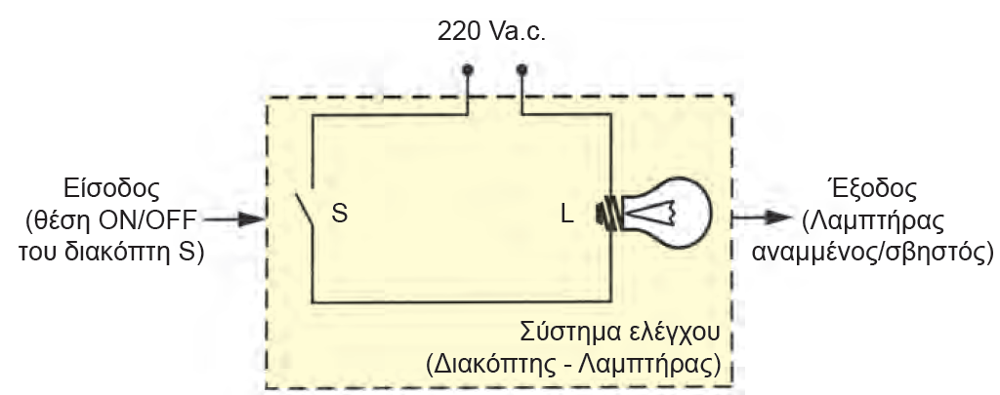 220 Va.c.
Είσοδος
(θέση ON/OFF
του διακόπτη S)
S
L
Έξοδος
(Λαμπτήρας
αναμμένος/σβηστός)
Σύστημα ελέγχου
(Διακόπτης - Λαμπτήρας)